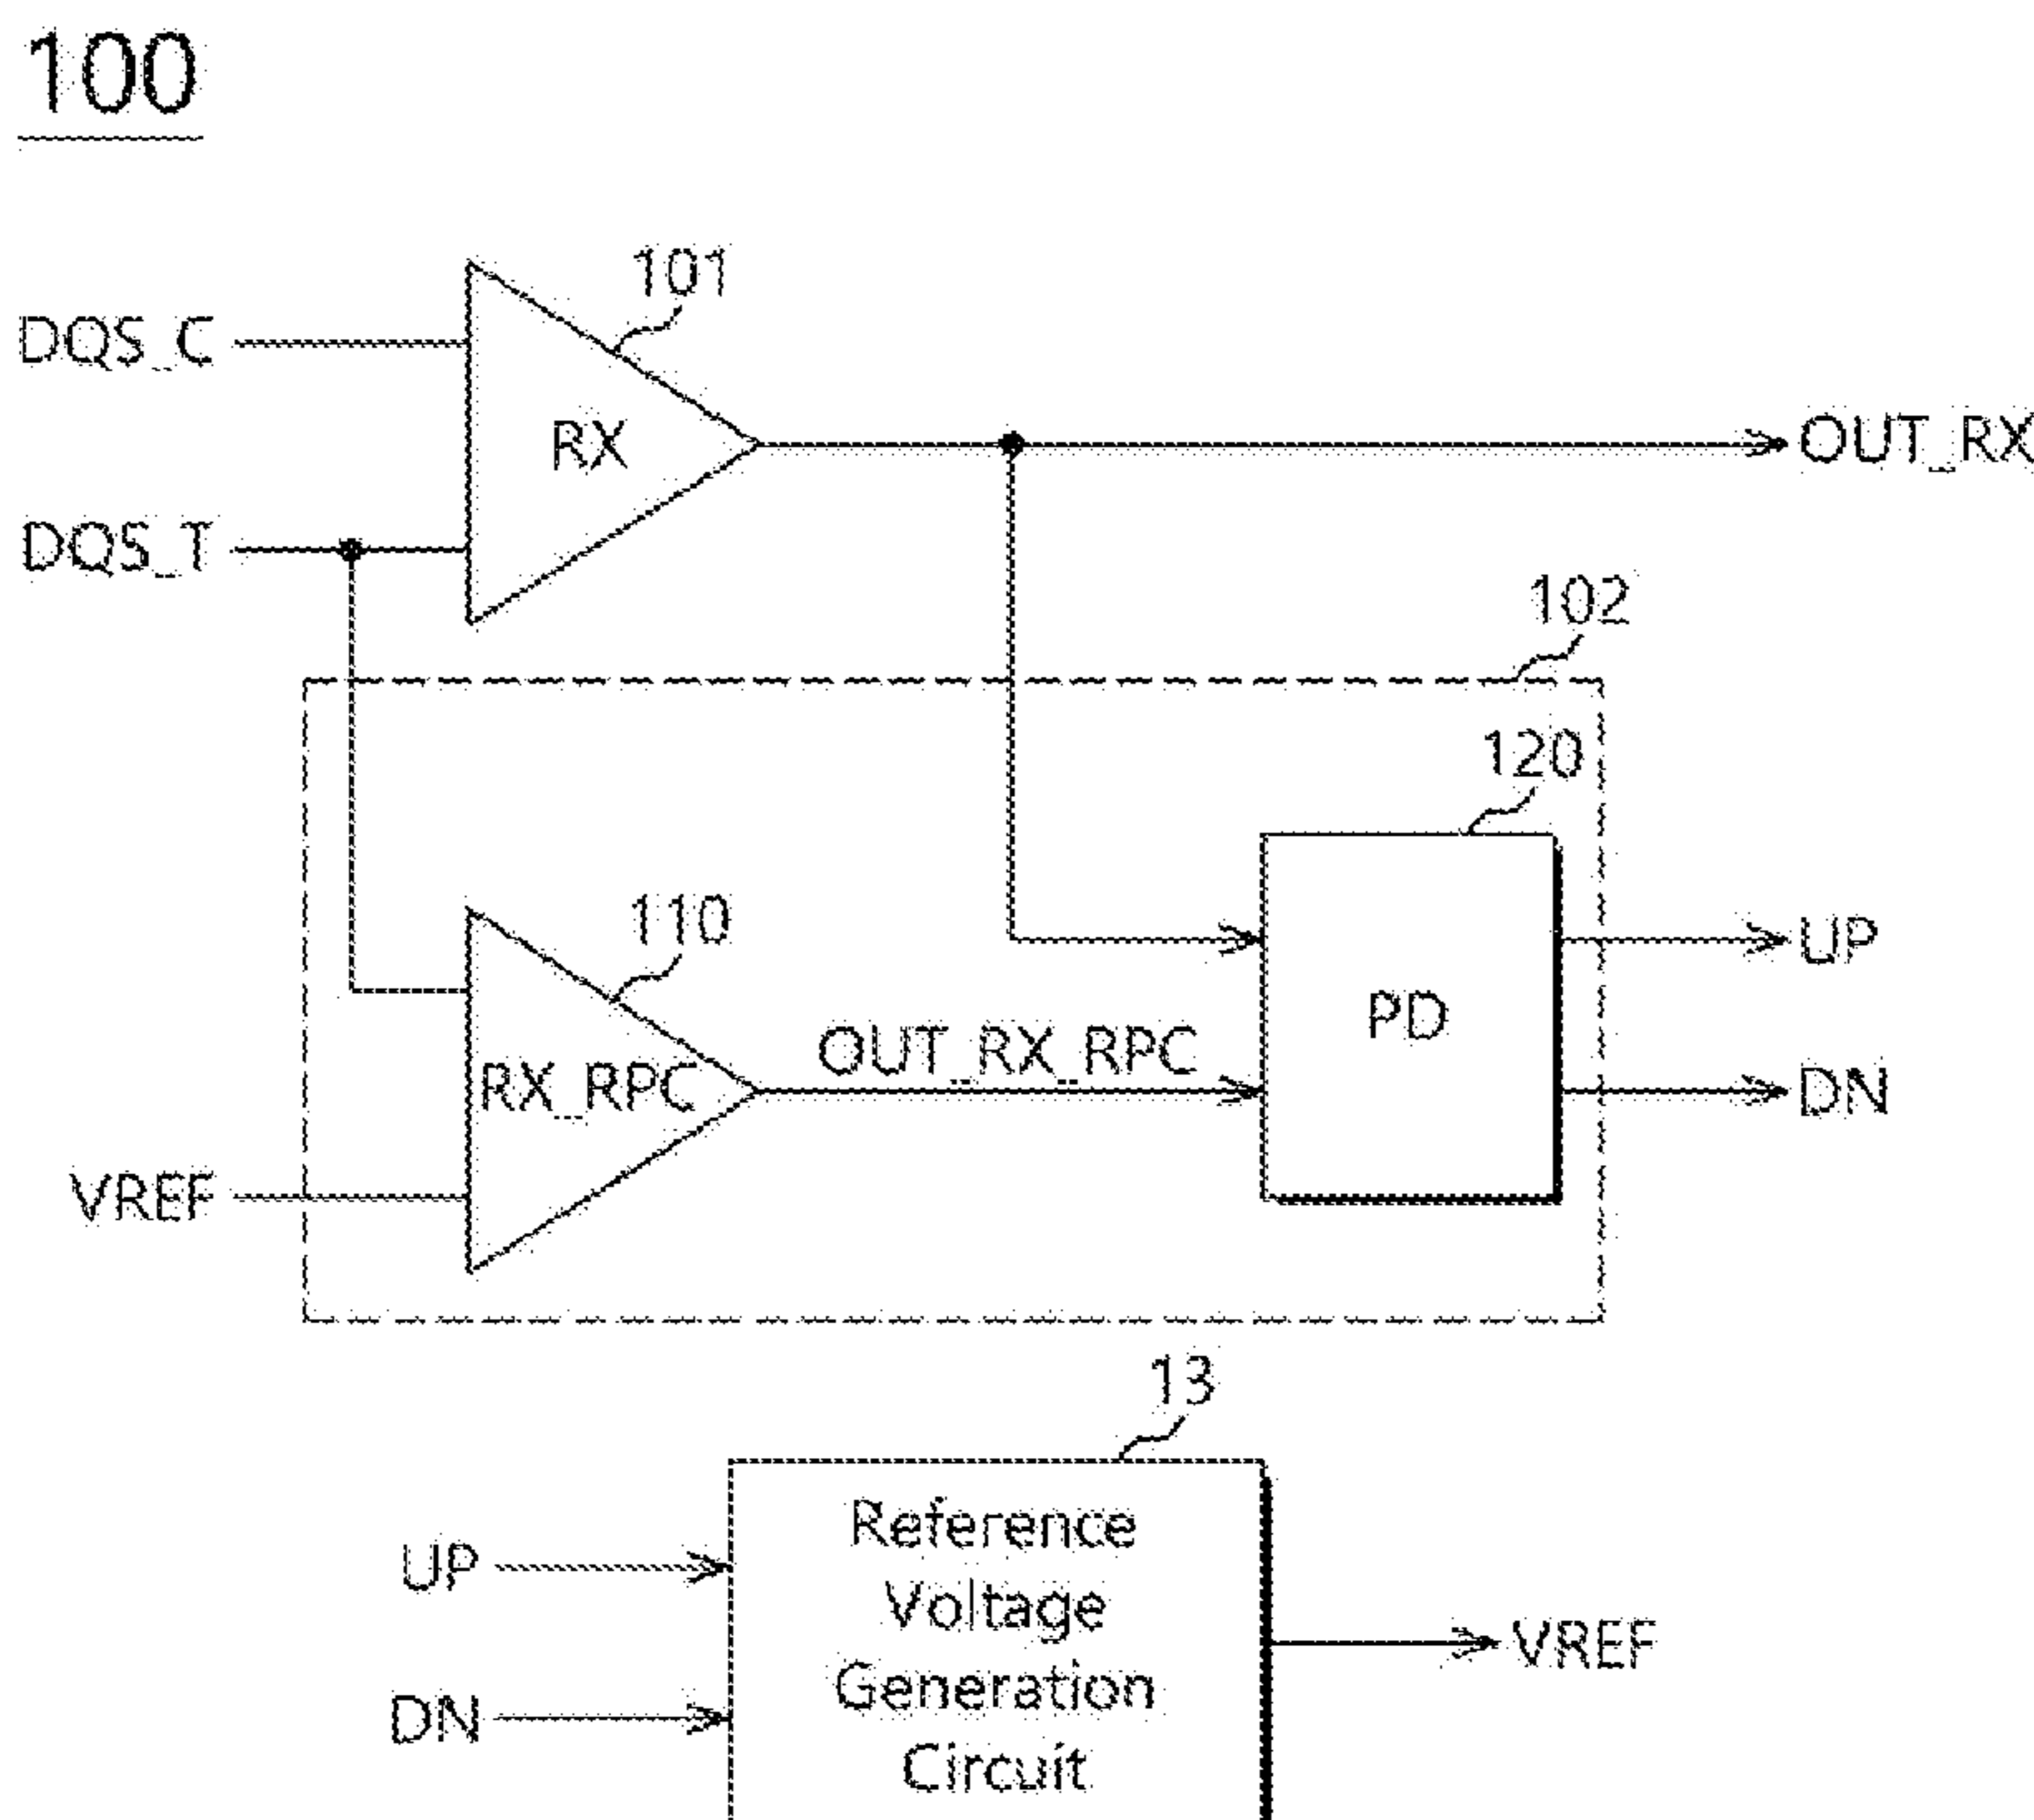 100
101
DQS_C
RX
OUT_RX
DQS_T
102
120
110
UP
PD
OUT_RX_RPC
RX_RPC
DN
VREF
13
Reference
Voltage
Generation
Circuit
UP
DN
VREF